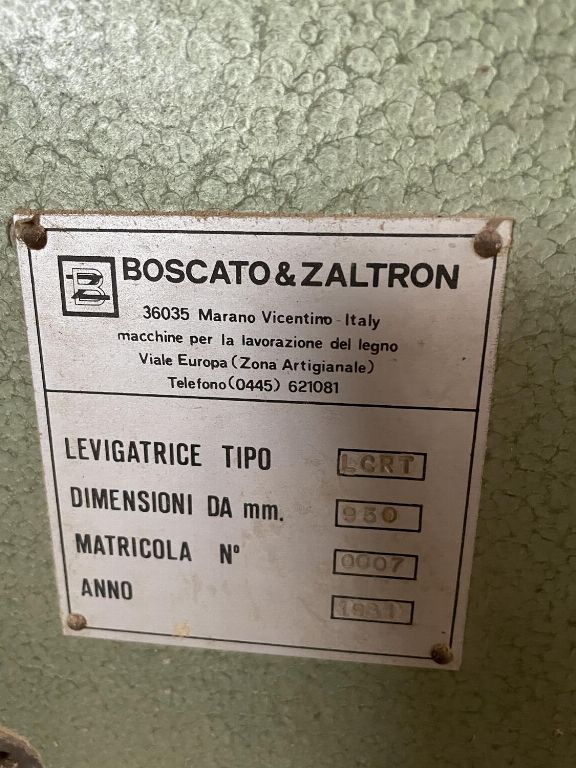 BOSCATO & ZALTRON
36035 Marano Vicentino - Italy
macchine per la lavorazione del legno
Viale Europa (Zona Artigianale)
Telefono (0445) 621081
LEVIGATRICE TIPO LCRT
DIMENSIONI DA mm. 950
MATRICOLA N° 0007
ANNO 1981